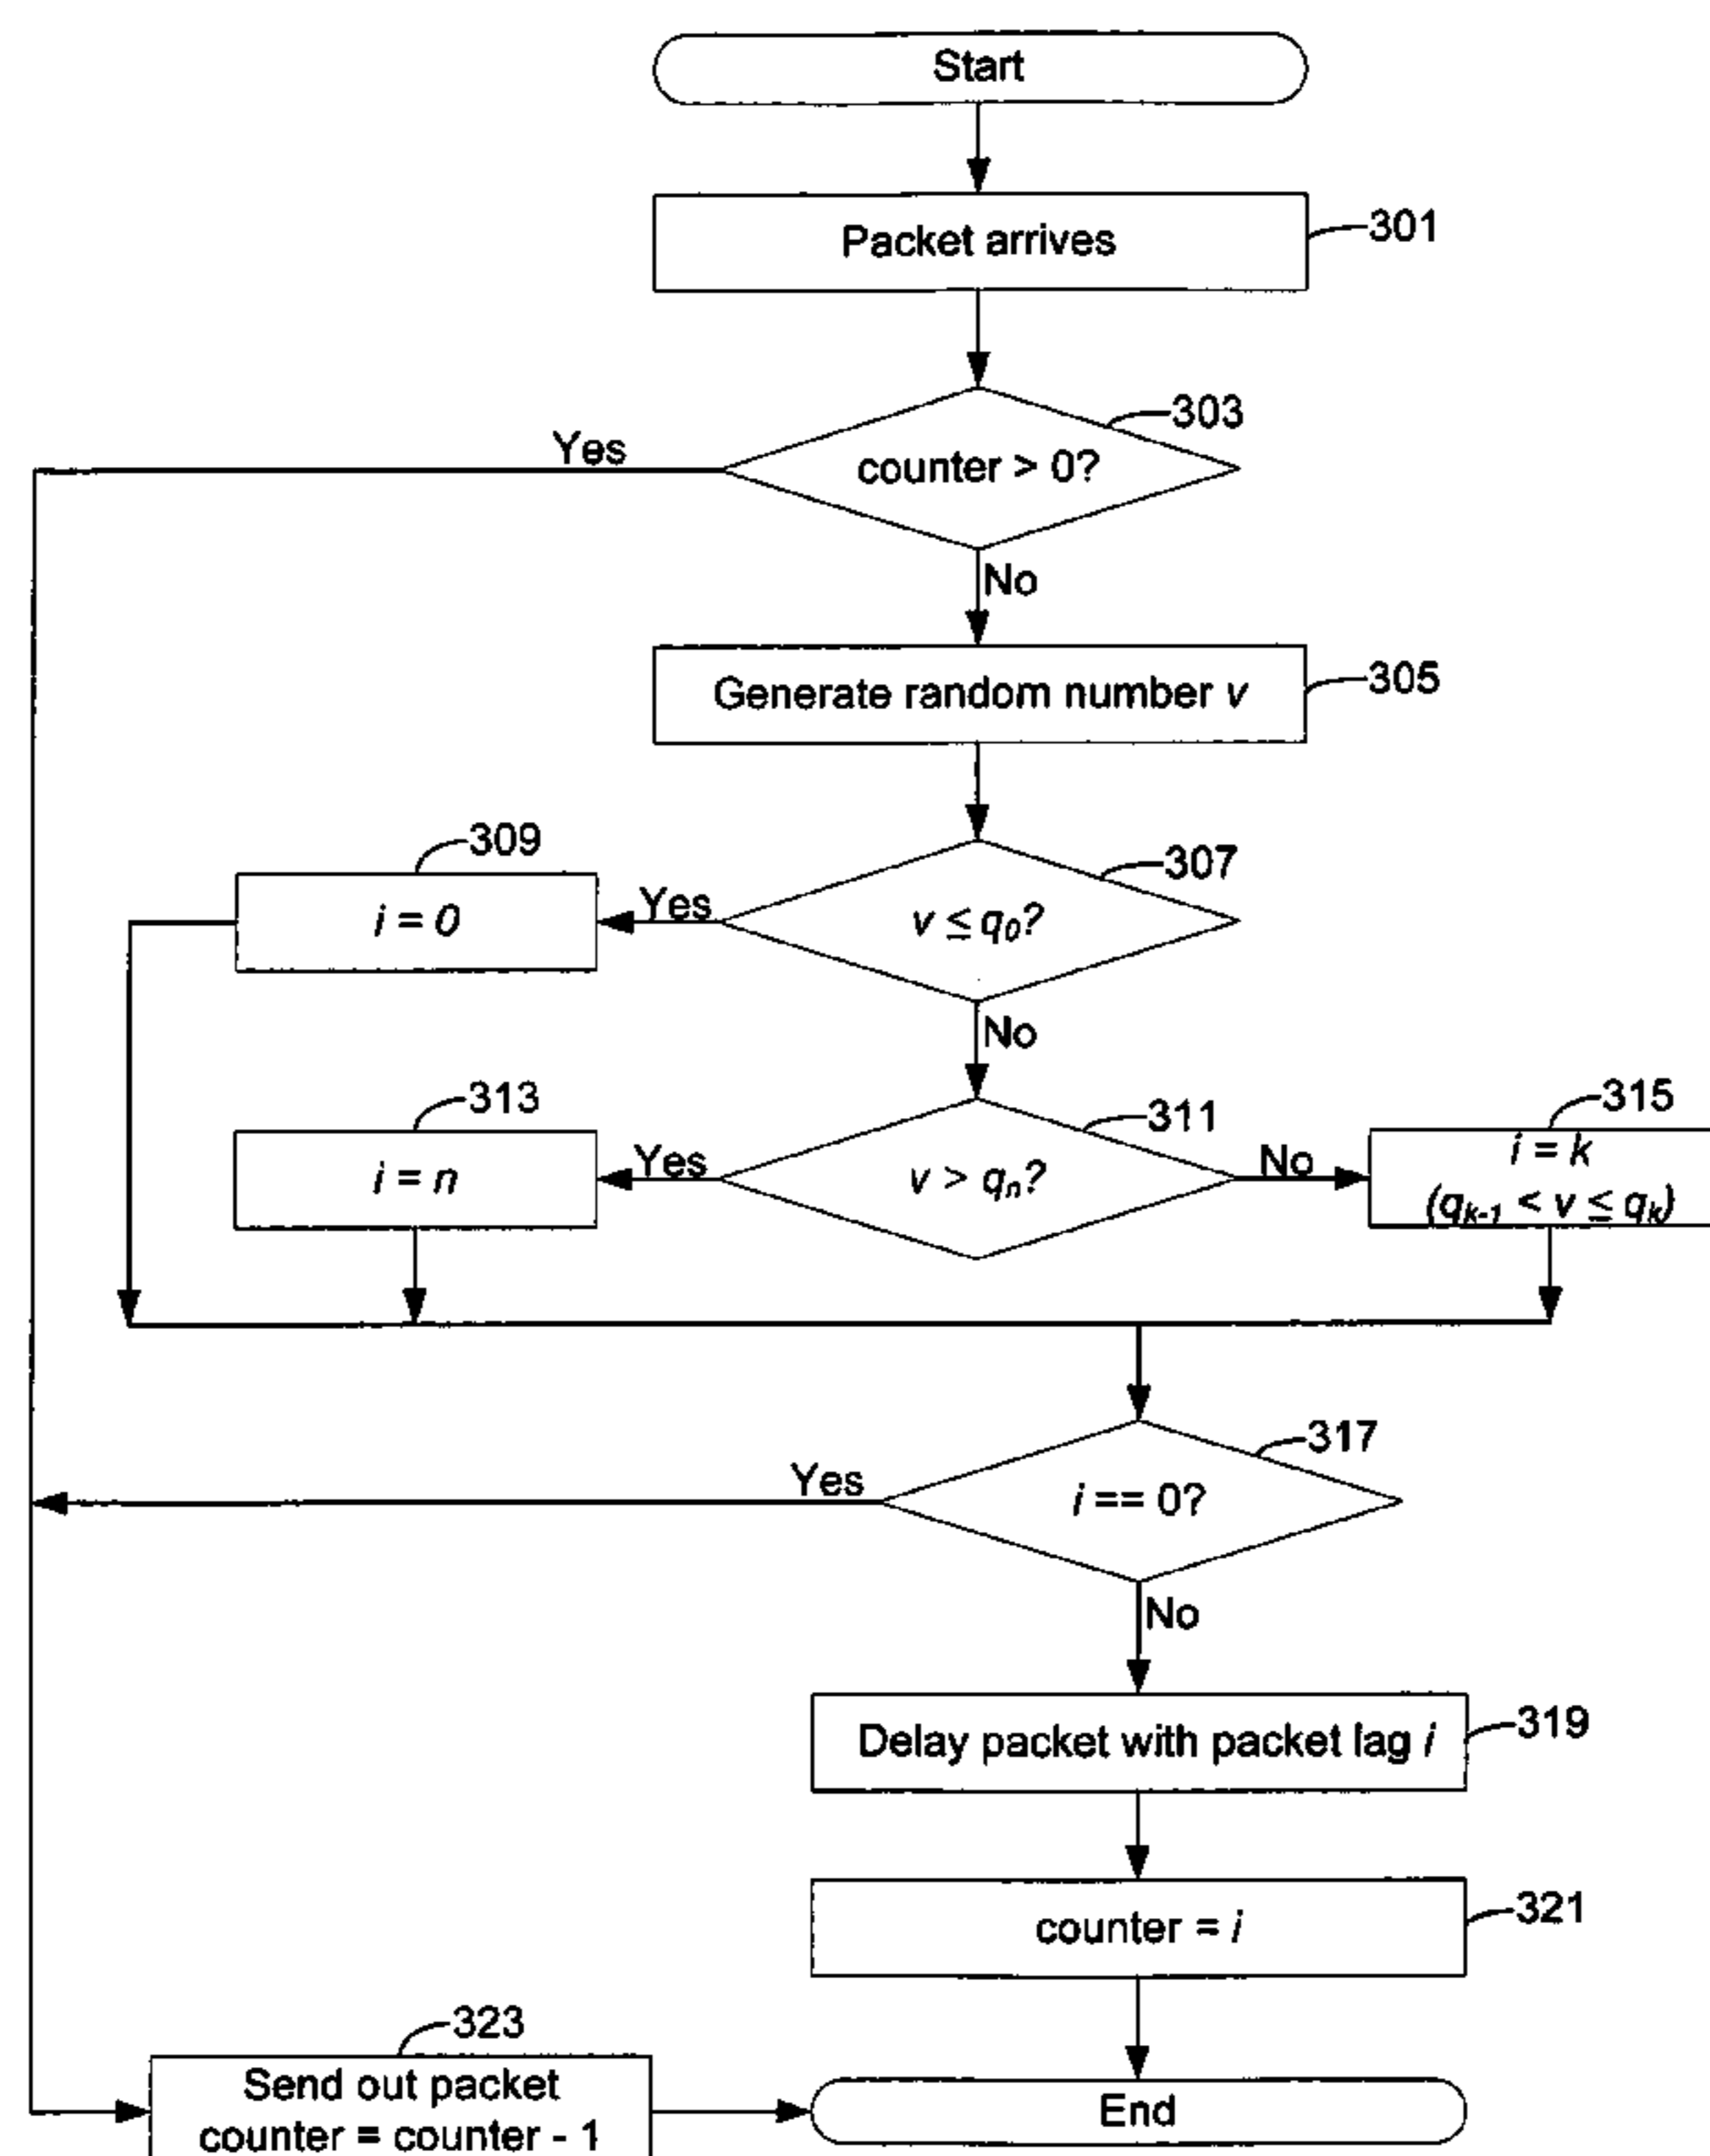 Start
Packet arrives
301
303
Yes
counter > 0?
No
Generate random number v
305
309
307
i = 0
Yes
v ≤ q₀?
No
313
311
315
i = n
Yes
v > qₙ?
No
i = k
(qₖ₋₁ < v ≤ qₖ)
317
Yes
i == 0?
No
Delay packet with packet lag i
319
counter = i
321
323
Send out packet
counter = counter - 1
End